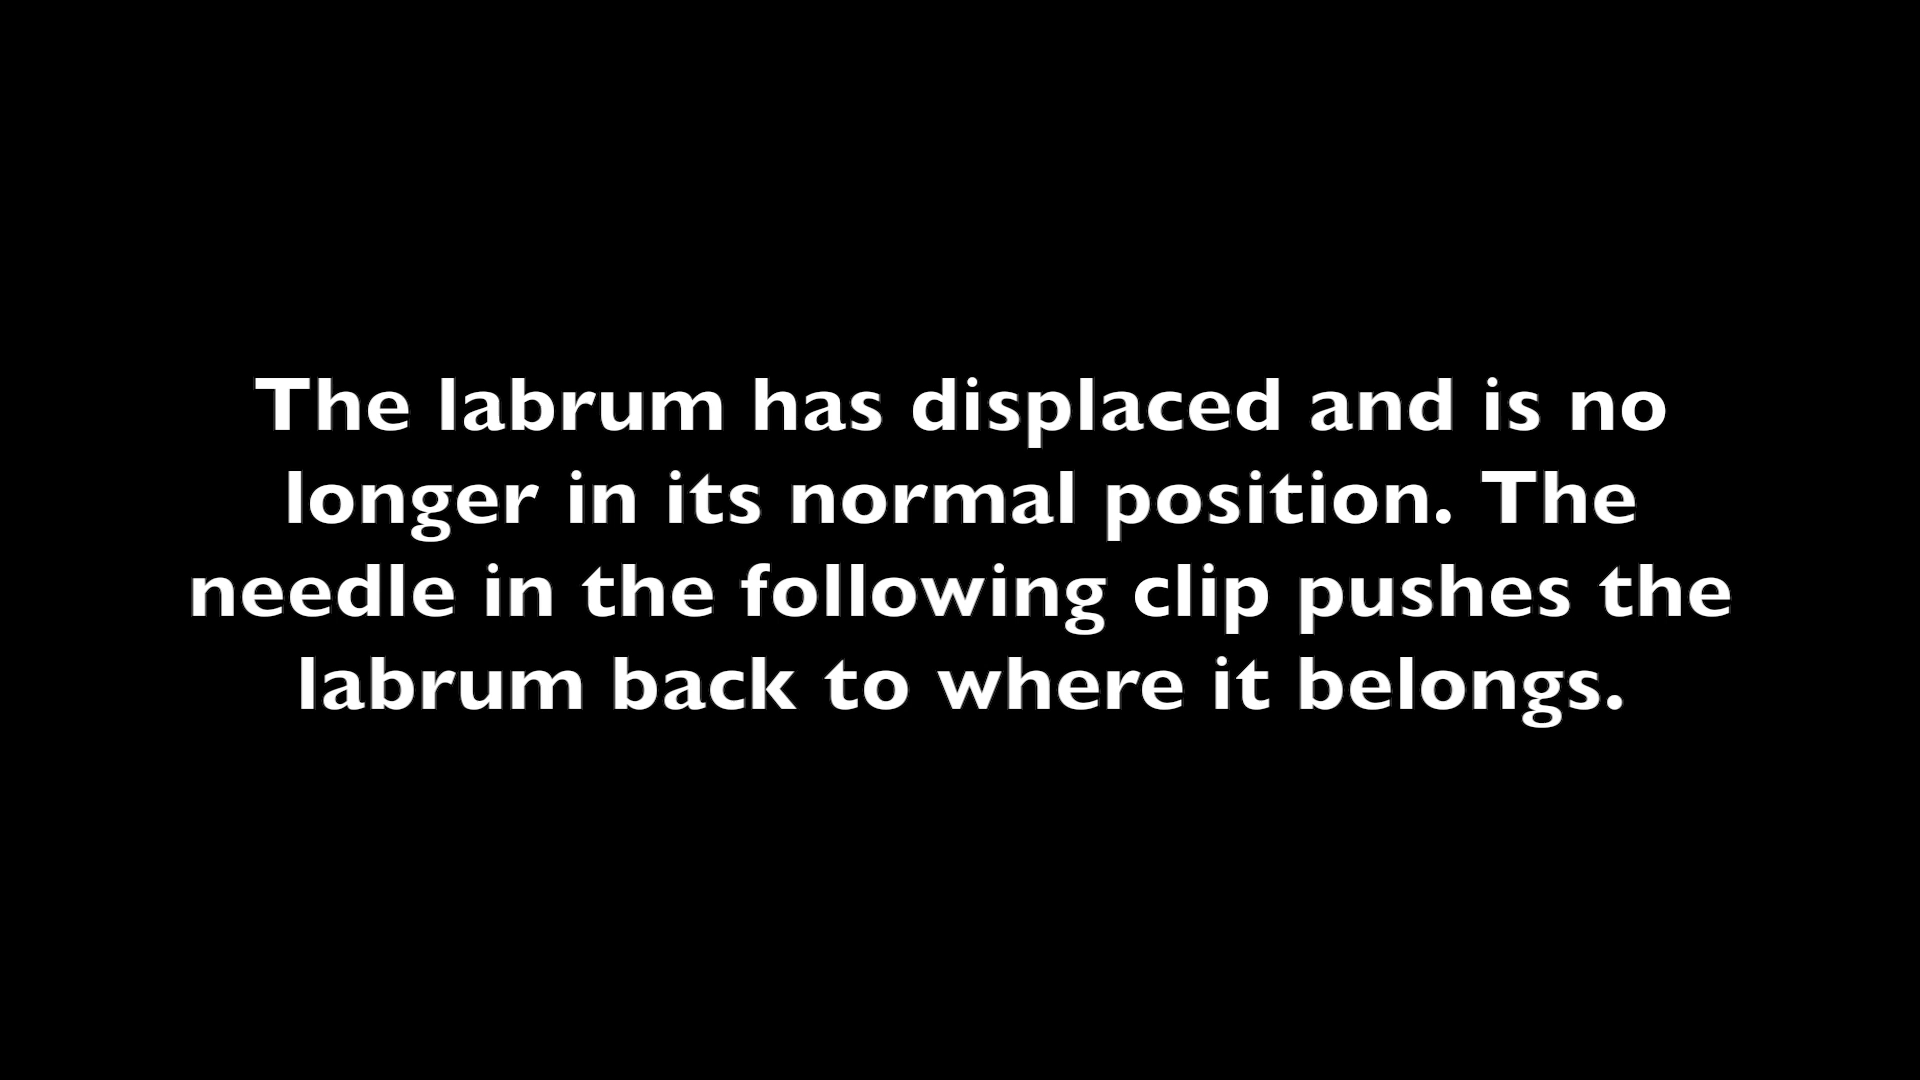 The labrum has displaced and is no
longer in its normal position. The
needle in the following clip pushes the
labrum back to where it belongs.